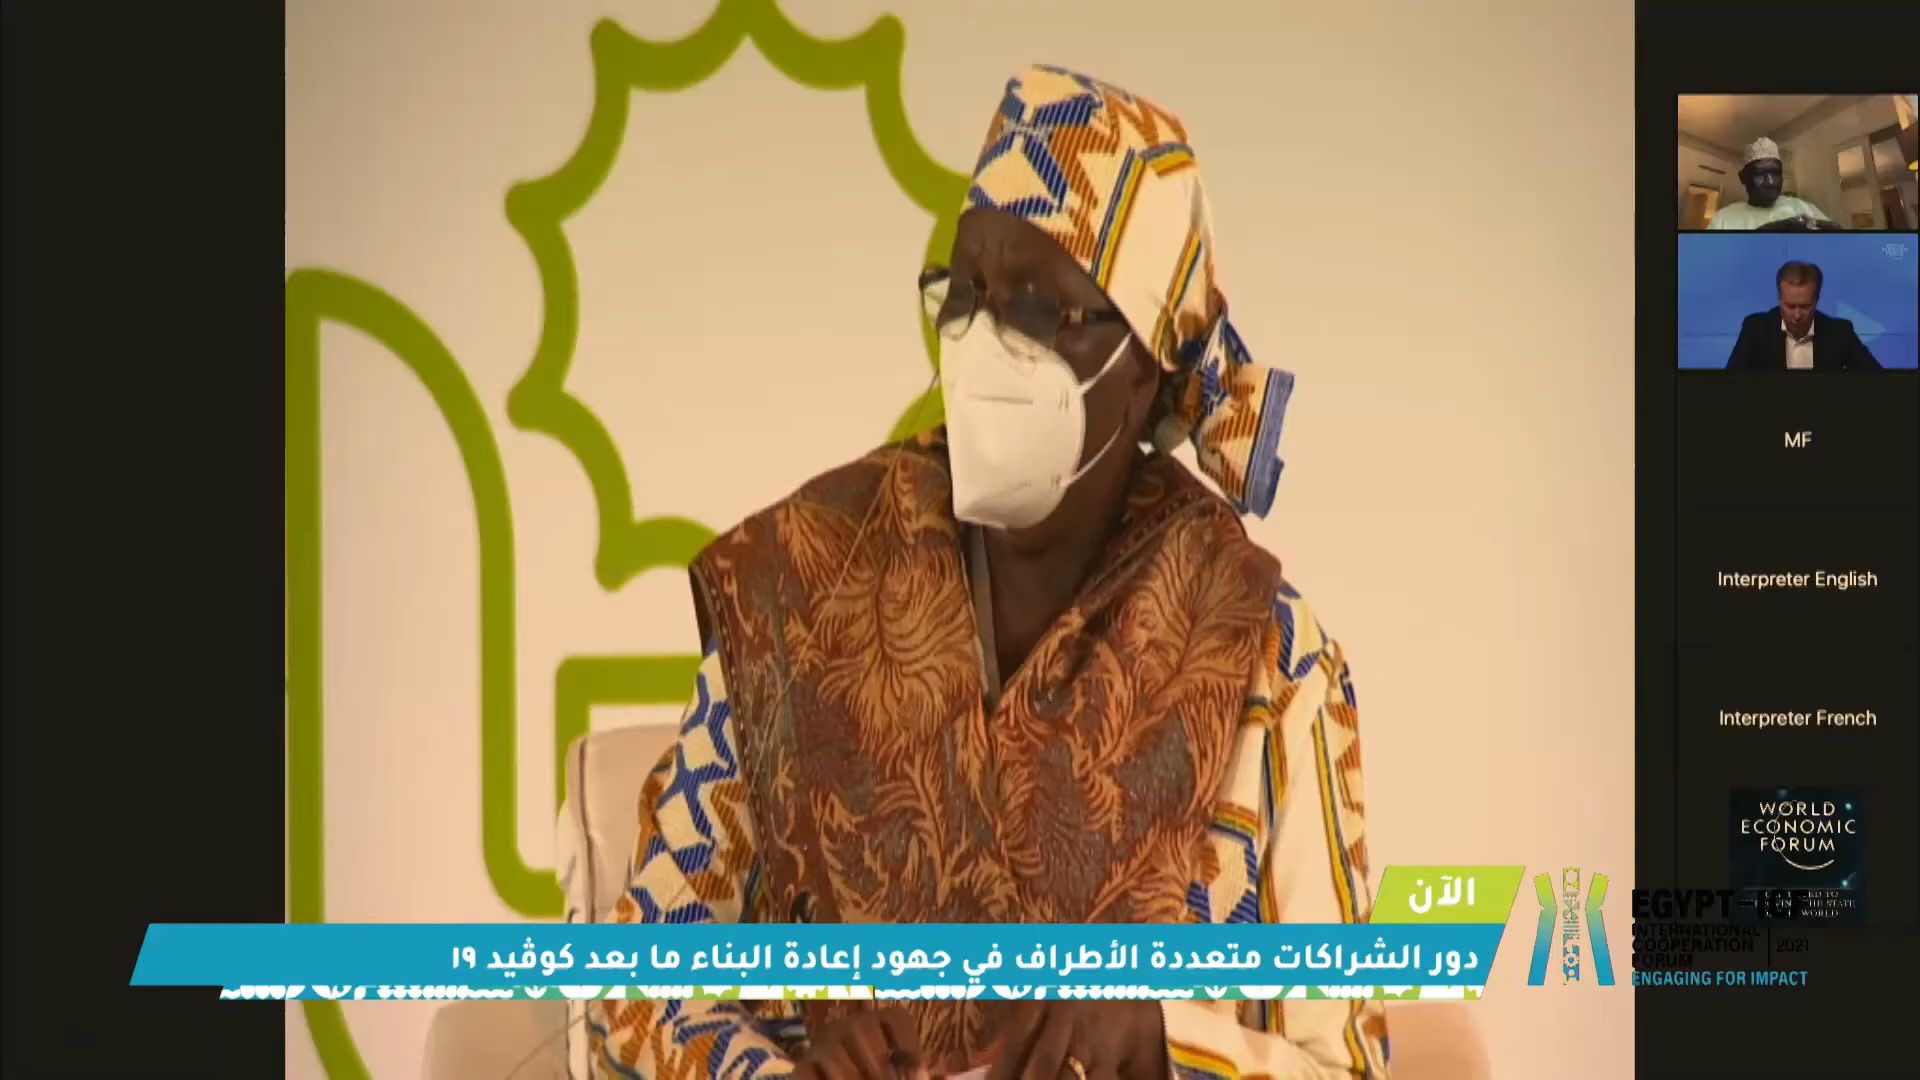 MF
Interpreter English
Interpreter French
WORLD
ECONOMIC
FORUM
الآن
دور الشراكات متعددة الأطراف في جهود إعادة البناء ما بعد كوڤيد ١٩
EGYPT
INTERNATIONAL
COOPERATION
FORUM
2021
ENGAGING FOR IMPACT